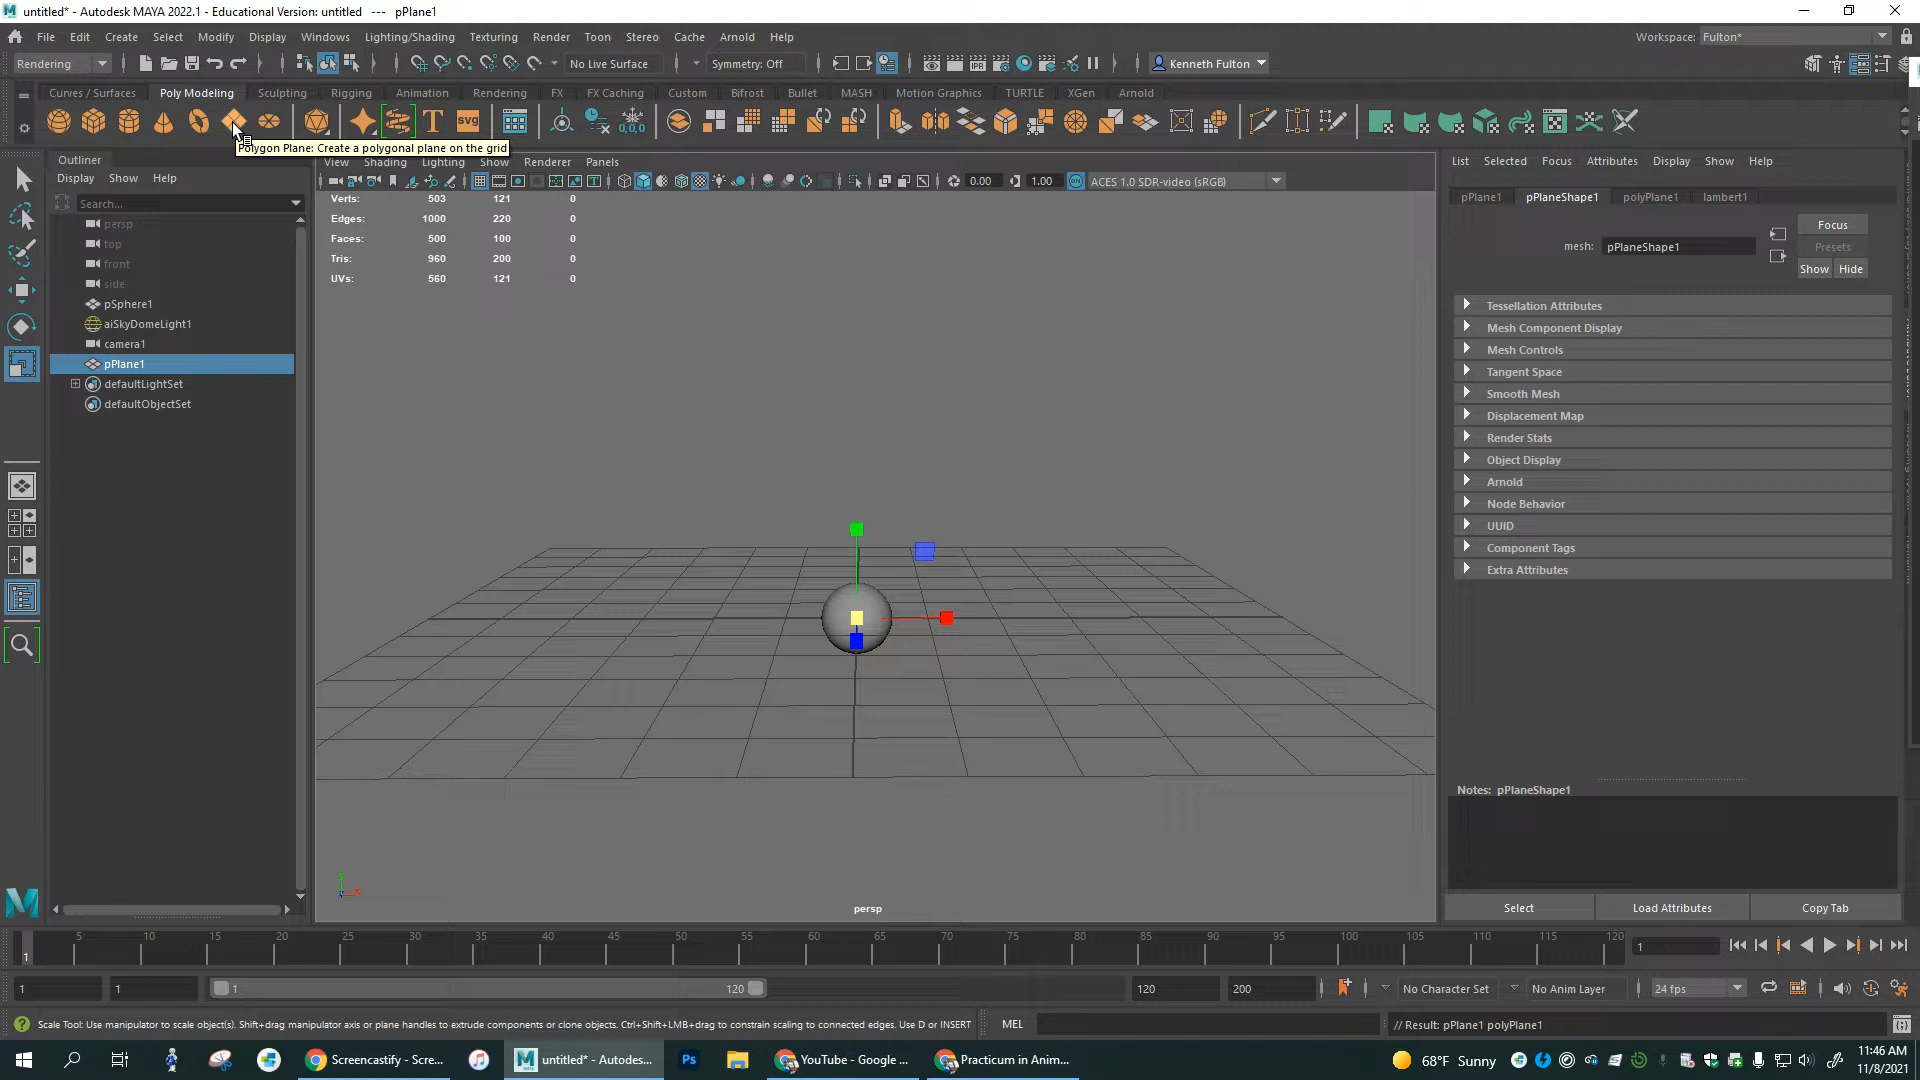 untitled* - Autodesk MAYA 2022.1 - Educational Version: untitled --- pPlane1
File Edit Create Select Modify Display Windows Lighting/Shading Texturing Render Toon Stereo Cache Arnold Help
Workspace: Fulton*
Rendering
No Live Surface
Symmetry: Off
Kenneth Fulton
Curves / Surfaces Poly Modeling Sculpting Rigging Animation Rendering FX FX Caching Custom Bifrost Bullet MASH Motion Graphics TURTLE XGen Arnold
T svg
0,0,0
IPR
Polygon Plane: Create a polygonal plane on the grid
Outliner
Display Show Help
Search...
persp
top
front
side
pSphere1
aiSkyDomeLight1
camera1
pPlane1
defaultLightSet
defaultObjectSet
View Shading Lighting Show Renderer Panels
0.00 1.00 ON ACES 1.0 SDR-video (sRGB)
Verts: 503 121 0
Edges: 1000 220 0
Faces: 500 100 0
Tris: 960 200 0
UVs: 560 121 0
persp
List Selected Focus Attributes Display Show Help
pPlane1 pPlaneShape1 polyPlane1 lambert1
mesh: pPlaneShape1
Focus
Presets
Show Hide
Tessellation Attributes
Mesh Component Display
Mesh Controls
Tangent Space
Smooth Mesh
Displacement Map
Render Stats
Object Display
Arnold
Node Behavior
UUID
Component Tags
Extra Attributes
Notes: pPlaneShape1
Select Load Attributes Copy Tab
1 5 10 15 20 25 30 35 40 45 50 55 60 65 70 75 80 85 90 95 100 105 110 115 120
1
1 1 1 120 120 200 No Character Set No Anim Layer 24 fps
Scale Tool: Use manipulator to scale object(s). Shift+drag manipulator axis or plane handles to extrude components or clone objects. Ctrl+Shift+LMB+drag to constrain scaling to connected edges. Use D or INSERT
MEL
// Result: pPlane1 polyPlane1
Screencastify - Scre...
untitled* - Autodes...
Ps
YouTube - Google ...
Practicum in Anim...
68°F Sunny
11:46 AM
11/8/2021